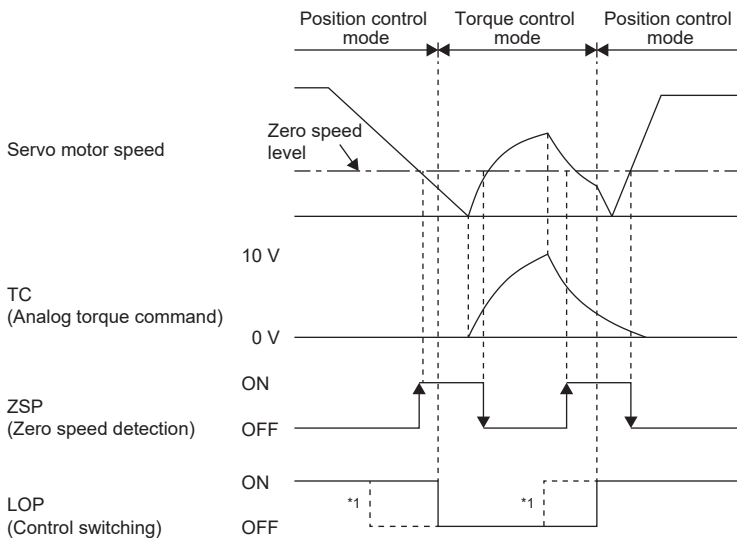 Position control
mode
Torque control
mode
Position control
mode
Servo motor speed
Zero speed
level
TC
(Analog torque command)
10 V
0 V
ZSP
(Zero speed detection)
ON
OFF
LOP
(Control switching)
ON
OFF
*1
*1